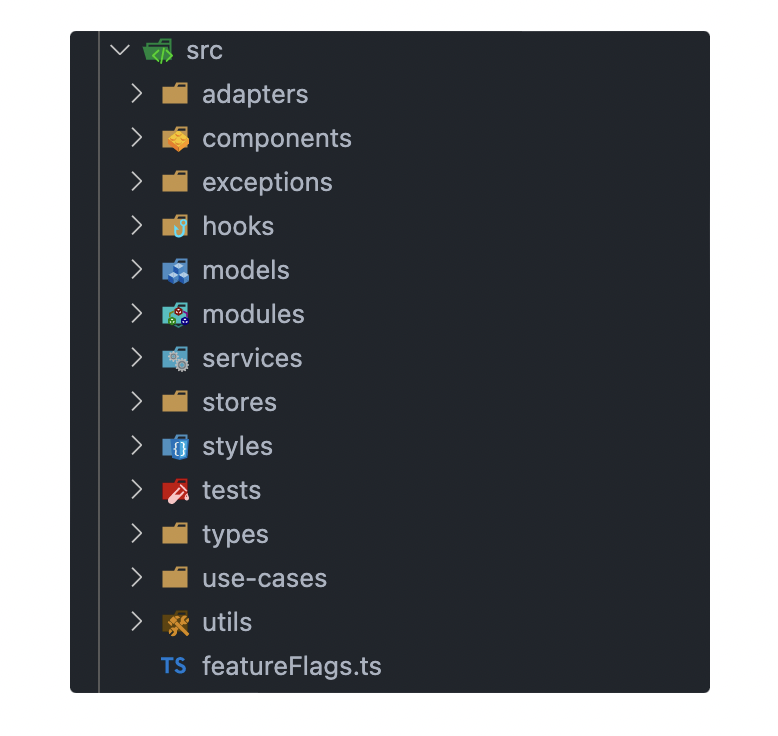 src
adapters
components
exceptions
hooks
models
modules
services
stores
styles
tests
types
use-cases
utils
TS featureFlags.ts